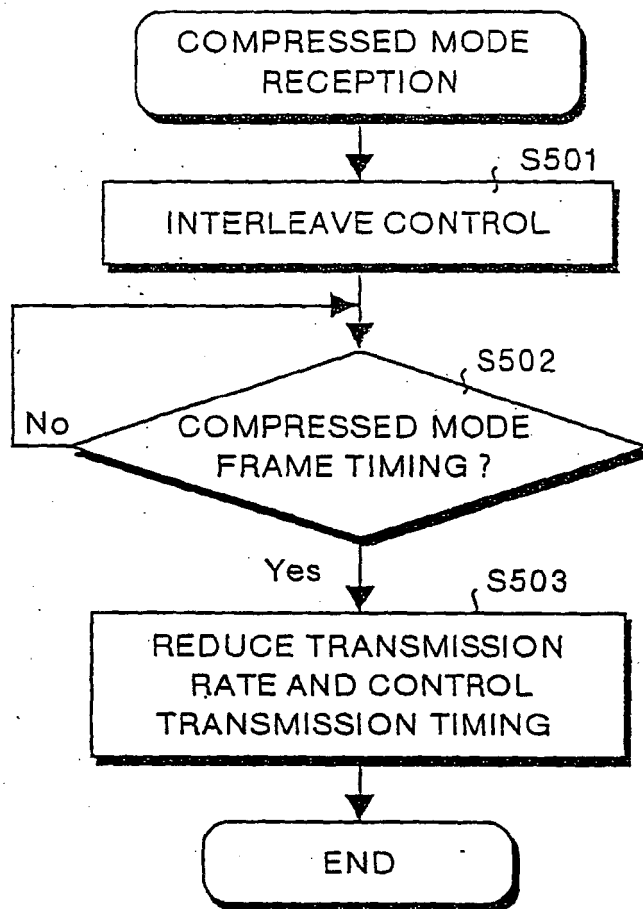 COMPRESSED MODE
RECEPTION
S501
INTERLEAVE CONTROL
S502
No
COMPRESSED MODE
FRAME TIMING ?
Yes
S503
REDUCE TRANSMISSION
RATE AND CONTROL
TRANSMISSION TIMING
END